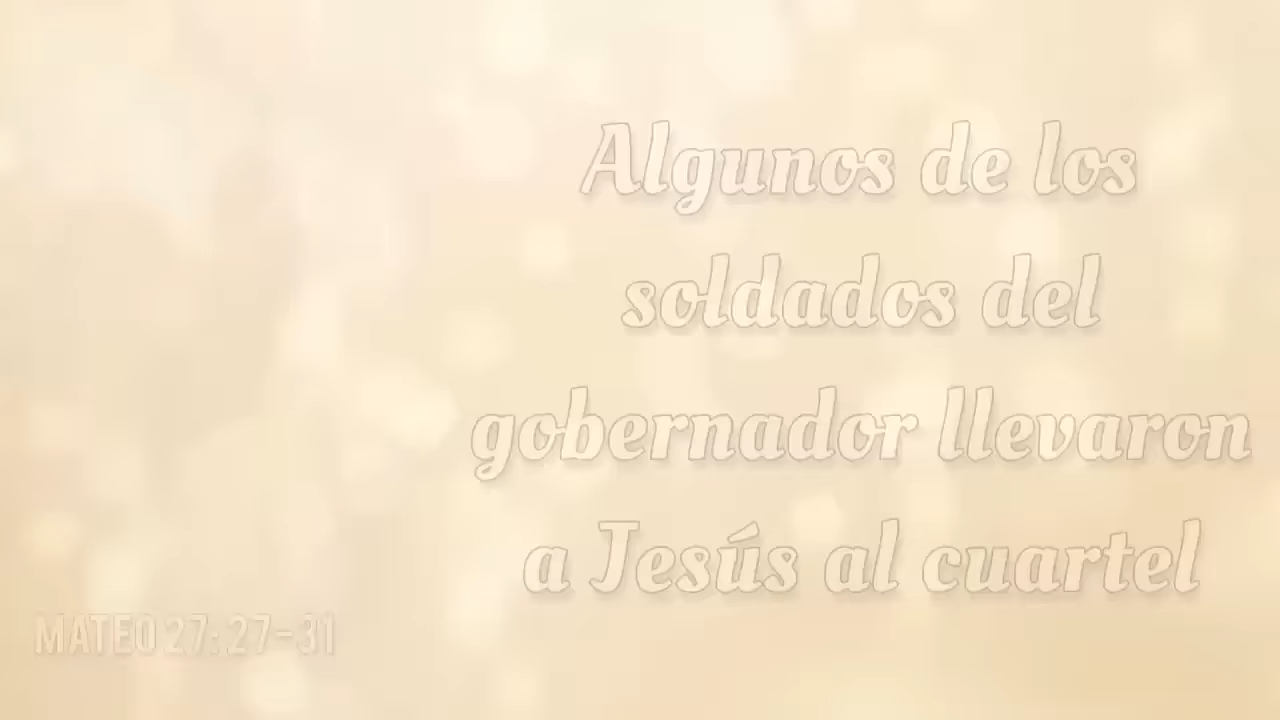 Algunos de los
soldados del
gobernador llevaron
a Jesús al cuartel
MATEO 27:27-31